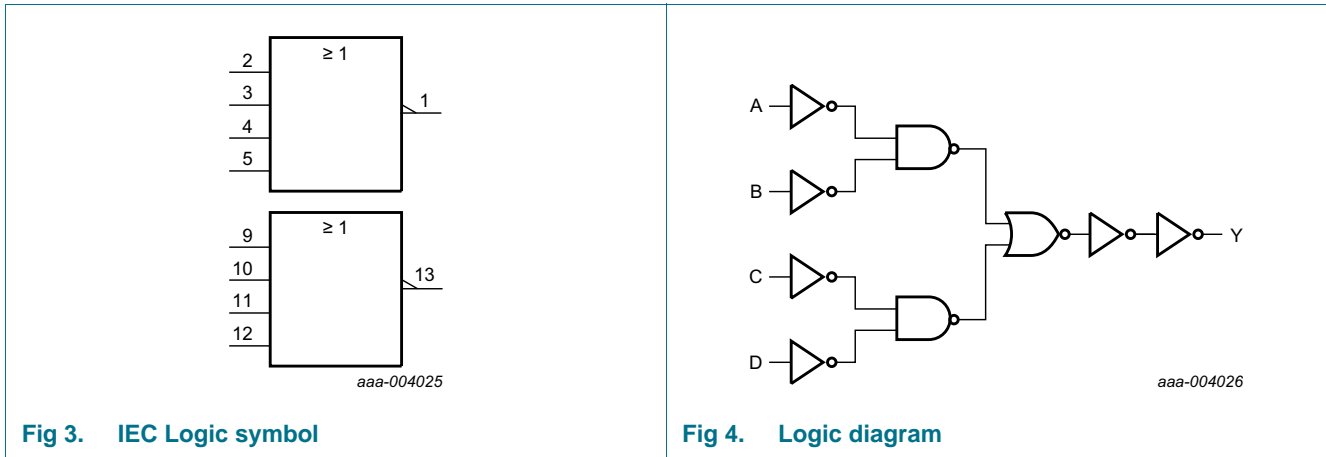 ≥ 1
2
3
4
5
1
≥ 1
9
10
11
12
13
aaa-004025
Fig 3. IEC Logic symbol
A
B
C
D
Y
aaa-004026
Fig 4. Logic diagram